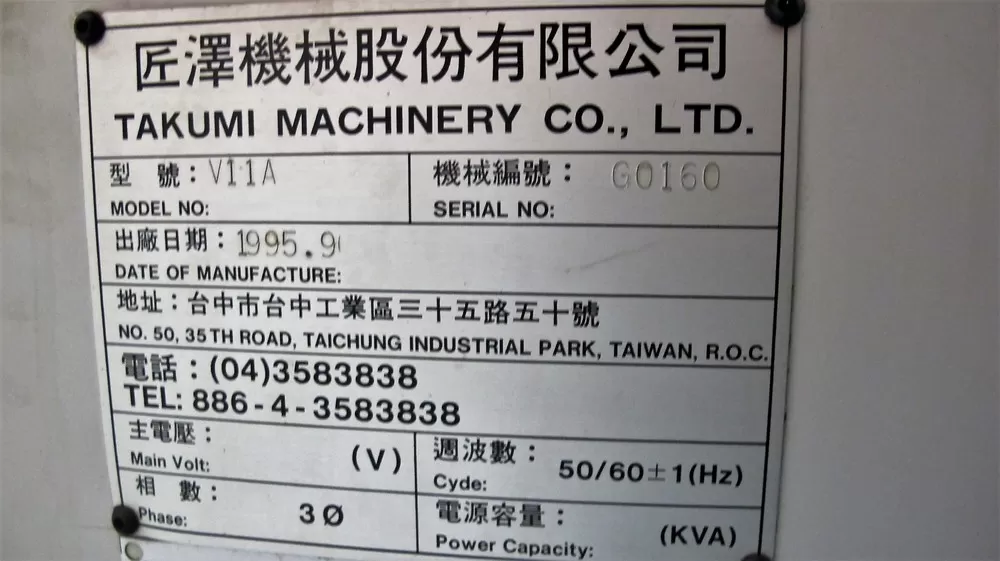 匠澤機械股份有限公司
TAKUMI MACHINERY CO., LTD.
型 號：V11A
MODEL NO:
機械編號： G0160
SERIAL NO:
出廠日期：1995.9
DATE OF MANUFACTURE:
地址：台中市台中工業區三十五路五十號
NO. 50, 35TH ROAD, TAICHUNG INDUSTRIAL PARK, TAIWAN, R.O.C.
電話：(04)3583838
TEL: 886-4-3583838
主電壓：
Main Volt: (V)
週波數：
Cyde: 50/60±1(Hz)
相 數：
Phase: 3Ø
電源容量：
Power Capacity: (KVA)